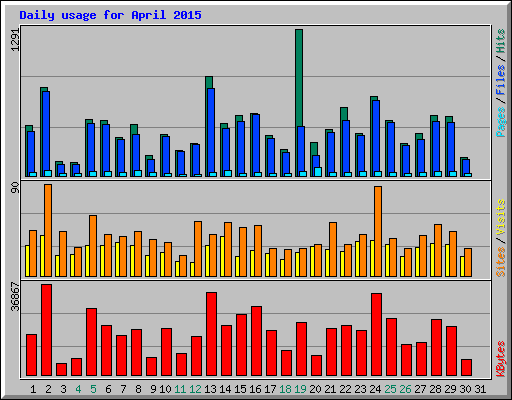 Daily usage for April 2015
1291
Pages / Files / Hits
90
Sites / Visits
36867
KBytes
1 2 3 4 5 6 7 8 9 10 11 12 13 14 15 16 17 18 19 20 21 22 23 24 25 26 27 28 29 30 31